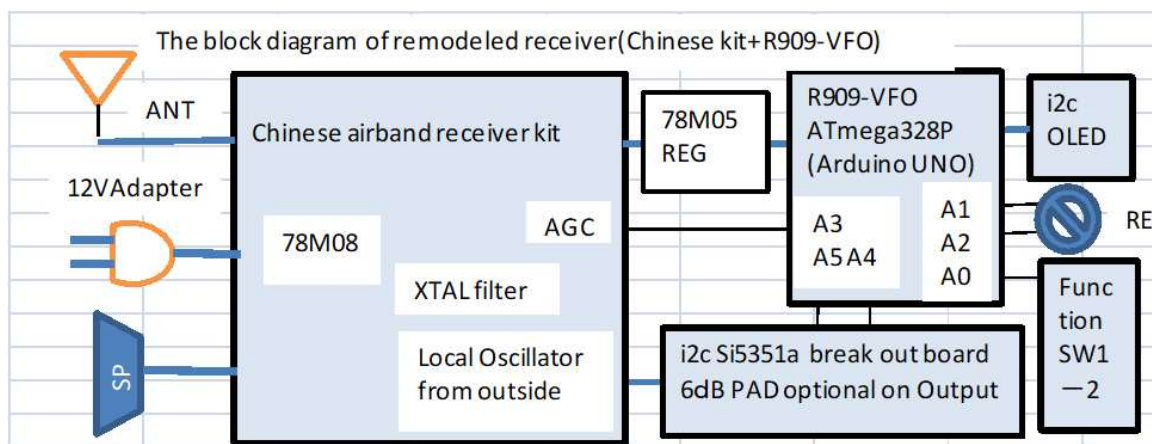 The block diagram of remodeled receiver(Chinese kit+R909-VFO)
ANT
Chinese airband receiver kit
78M05
REG
R909-VFO
ATmega328P
(Arduino UNO)
i2c
OLED
12VAdapter
78M08
AGC
A3
A5 A4
A1
A2
A0
RE
XTAL filter
Local Oscillator
from outside
SP
i2c Si5351a break out board
6dB PAD optional on Output
Func
tion
SW1
－2